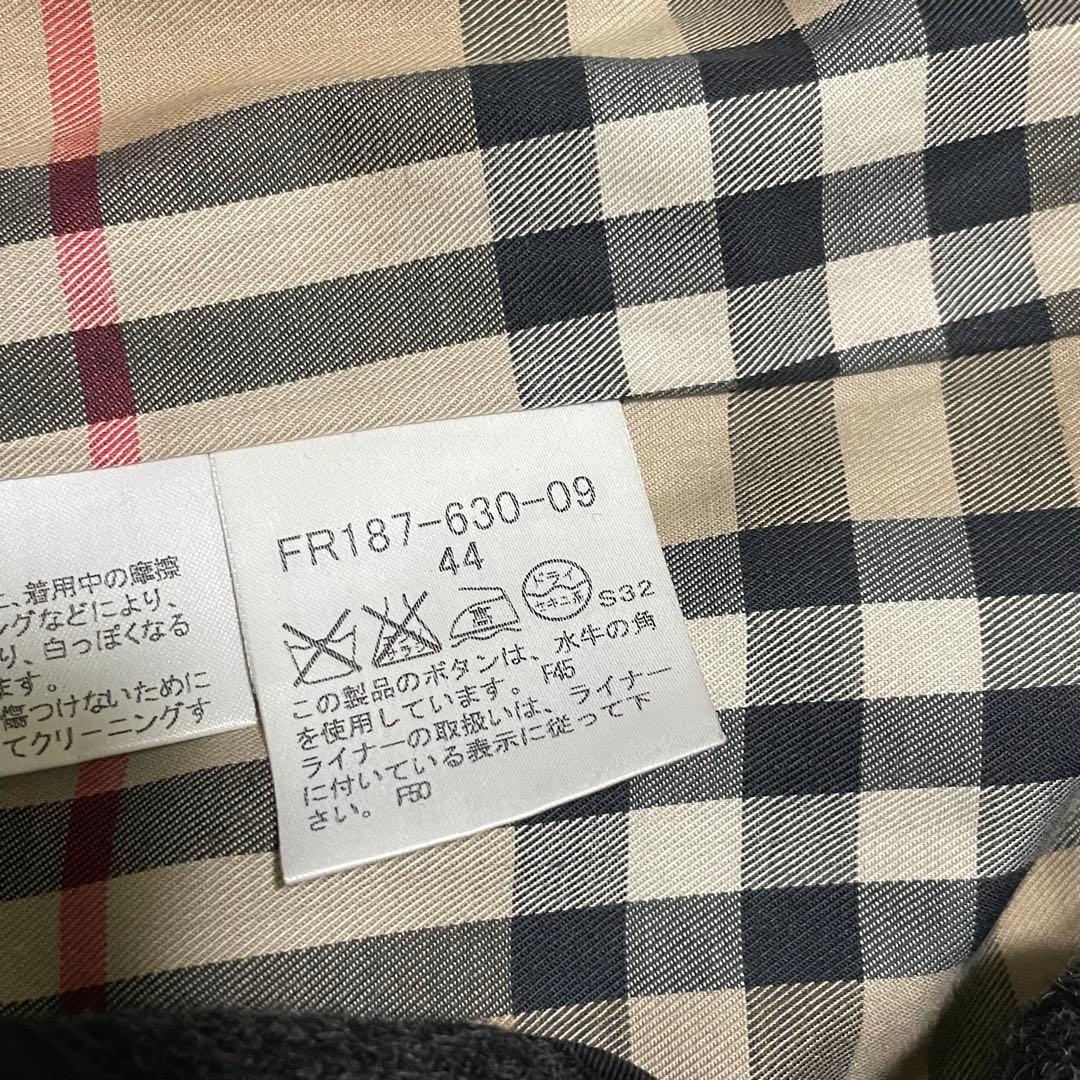 、着用中の摩擦
グなどにより、
り、白っぽくなる
ます。
傷つけないために
てクリーニングす
FR187-630-09
44
ドライ
セキユ系
S32
この製品のボタンは、水牛の角
を使用しています。 F45
ライナーの取扱いは、ライナー
に付いている表示に従って下
さい。 F50